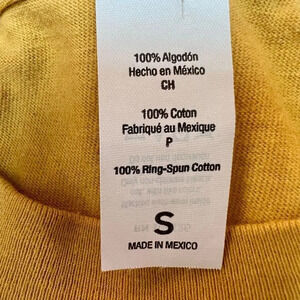 100% Algodón
Hecho en México
CH
100% Coton
Fabriqué au Mexique
P
100% Ring-Spun Cotton
S
MADE IN MEXICO